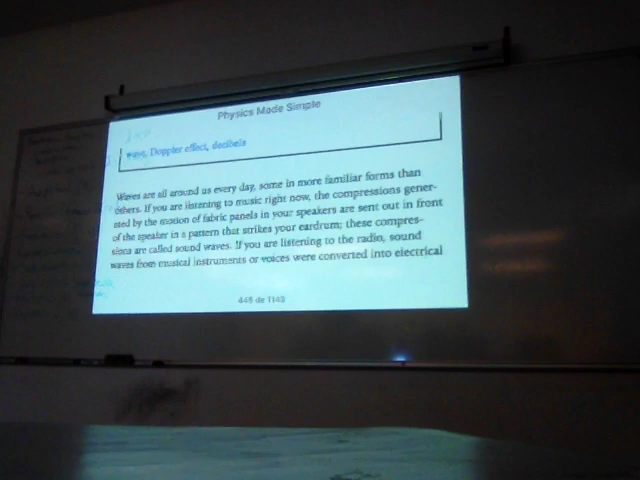 Physics Made Simple
wave, Doppler effect, decibels
Waves are all around us every day, some in more familiar forms than
others. If you are listening to music right now, the compressions gener-
ated by the motion of fabric panels in your speakers are sent out in front
of the speaker in a pattern that strikes your eardrum; these compres-
sions are called sound waves. If you are listening to the radio, sound
waves from musical instruments or voices were converted into electrical
de